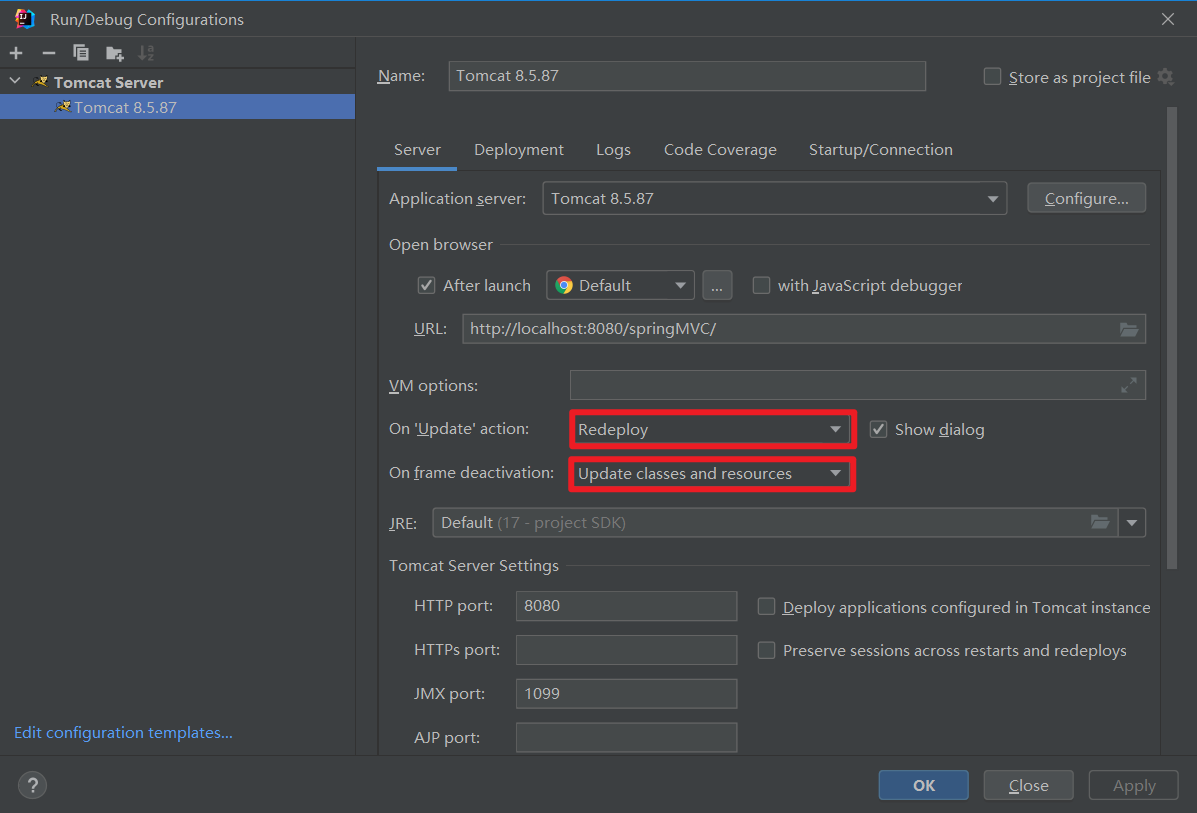 Run/Debug Configurations
Tomcat Server
Tomcat 8.5.87
Name: Tomcat 8.5.87 Store as project file
Server Deployment Logs Code Coverage Startup/Connection
Application server: Tomcat 8.5.87 Configure...
Open browser
After launch Default ... with JavaScript debugger
URL: http://localhost:8080/springMVC/
VM options:
On 'Update' action: Redeploy Show dialog
On frame deactivation: Update classes and resources
JRE: Default (17 - project SDK)
Tomcat Server Settings
HTTP port: 8080 Deploy applications configured in Tomcat instance
HTTPs port: Preserve sessions across restarts and redeploys
JMX port: 1099
AJP port:
Edit configuration templates...
? OK Close Apply